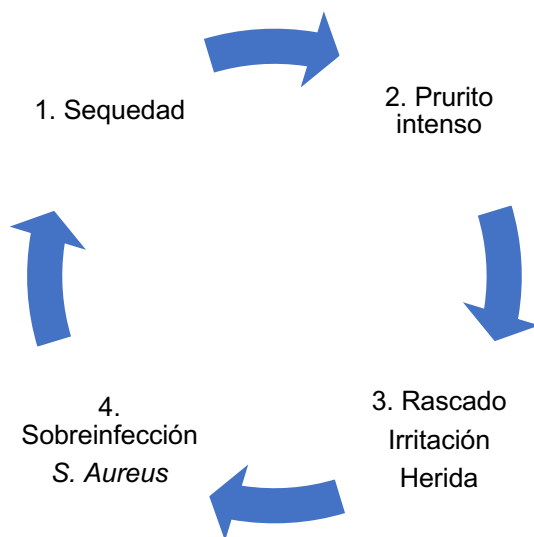 1. Sequedad
2. Prurito
intenso
3. Rascado
Irritación
Herida
4.
Sobreinfección
S. Aureus